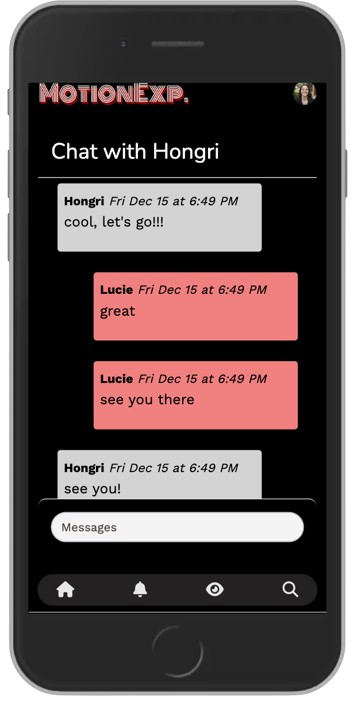 MOTIONEXP.
Chat with Hongri
Hongri Fri Dec 15 at 6:49 PM
cool, let's go!!!
Lucie Fri Dec 15 at 6:49 PM
great
Lucie Fri Dec 15 at 6:49 PM
see you there
Hongri Fri Dec 15 at 6:49 PM
see you!
Messages